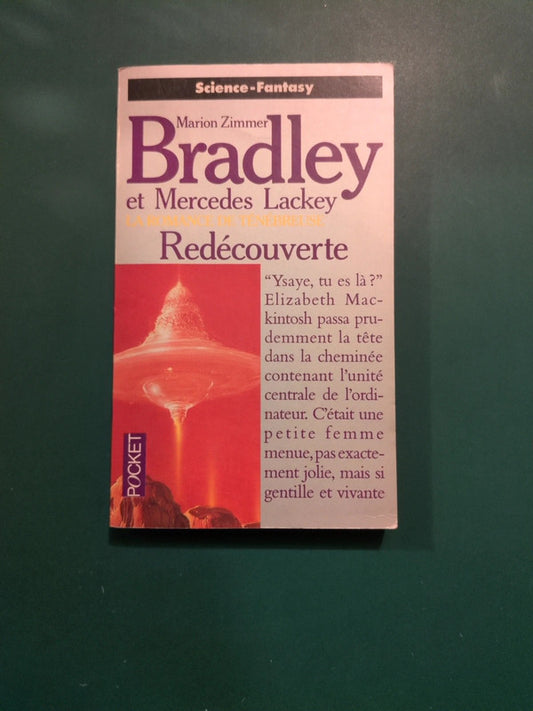 Science-Fantasy
Marion Zimmer
Bradley
et Mercedes Lackey
LA ROMANCE DE TÉNÉBREUSE
Redécouverte
“Ysaye, tu es là ?”
Elizabeth Mac-
kintosh passa pru-
demment la tête
dans la cheminée
contenant l’unité
centrale de l’ordi-
nateur. C’était une
petite femme
menue, pas exacte-
ment jolie, mais si
gentille et vivante
POCKET